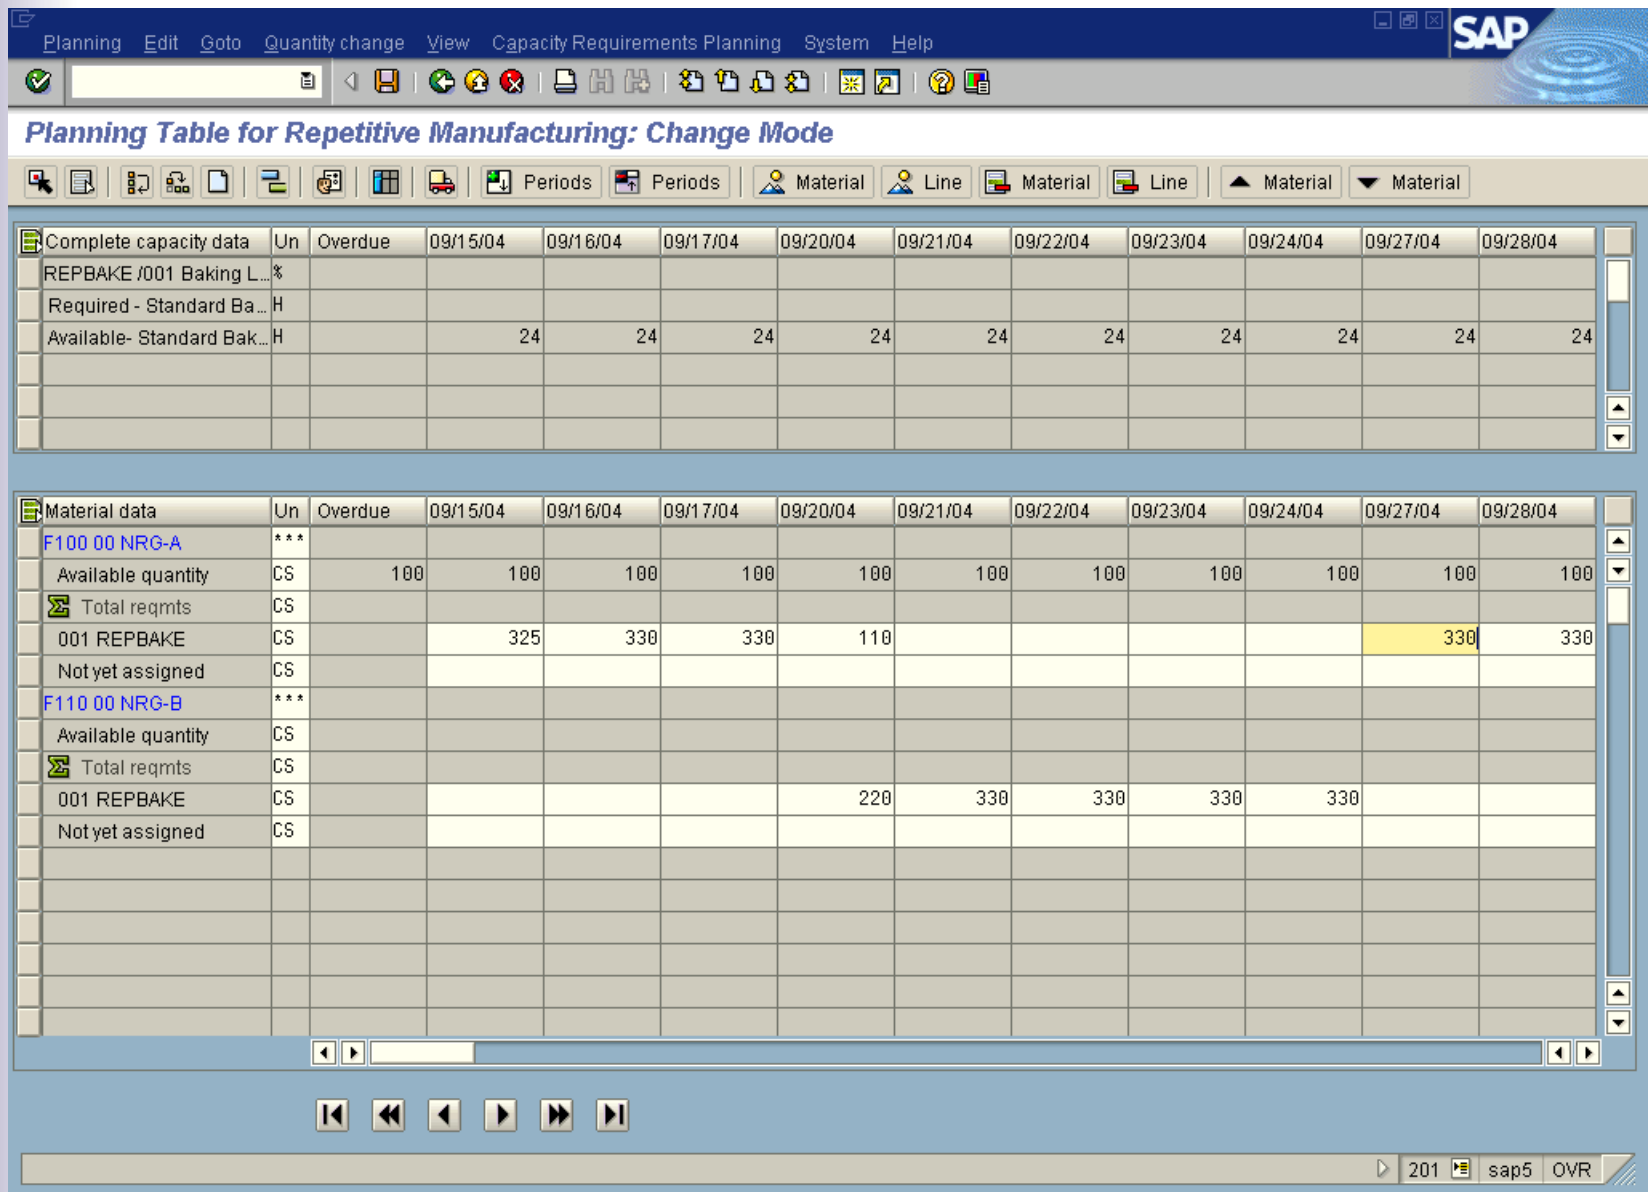 Planning Edit Goto Quantity change View Capacity Requirements Planning System Help
SAP
Planning Table for Repetitive Manufacturing: Change Mode
Periods Periods Material Line Material Line Material Material
Complete capacity data Un Overdue 09/15/04 09/16/04 09/17/04 09/20/04 09/21/04 09/22/04 09/23/04 09/24/04 09/27/04 09/28/04
REPBAKE /001 Baking L... %
Required - Standard Ba... H
Available- Standard Bak... H 24 24 24 24 24 24 24 24 24 24
Material data Un Overdue 09/15/04 09/16/04 09/17/04 09/20/04 09/21/04 09/22/04 09/23/04 09/24/04 09/27/04 09/28/04
F100 00 NRG-A ***
Available quantity CS 100 100 100 100 100 100 100 100 100 100 100
Total reqmts CS
001 REPBAKE CS 325 330 330 110 330 330
Not yet assigned CS
F110 00 NRG-B ***
Available quantity CS
Total reqmts CS
001 REPBAKE CS 220 330 330 330 330
Not yet assigned CS
201 sap5 OVR